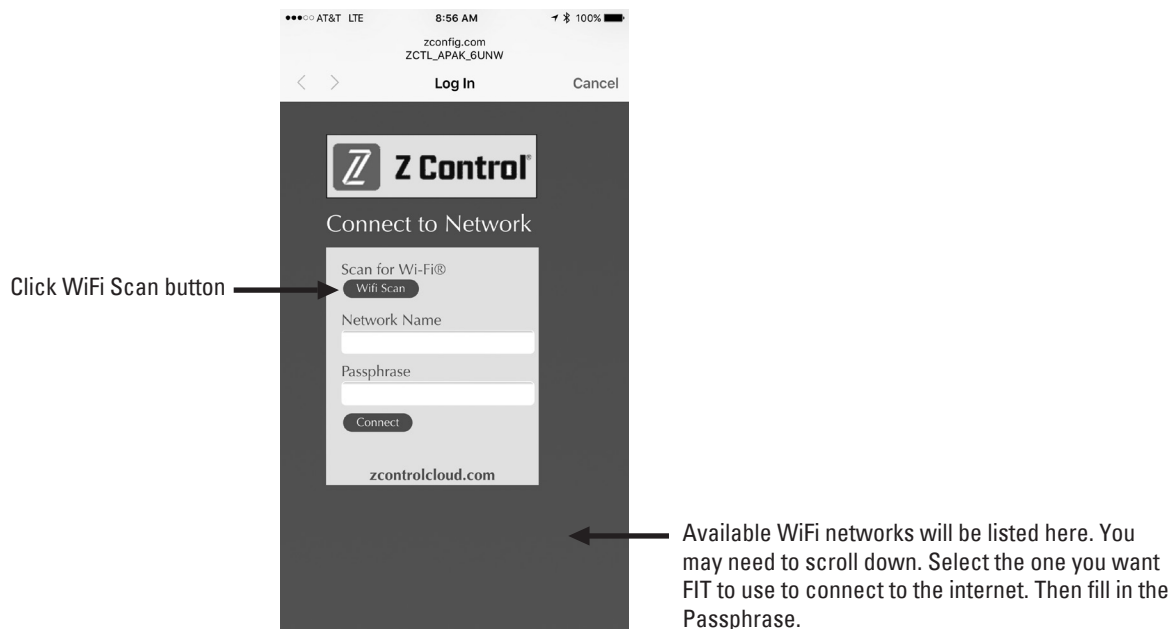 AT&T LTE 8:56 AM 100%
zconfig.com
ZCTL_APAK_6UNW
< > Log In Cancel
Z Z Control®
Connect to Network
Scan for Wi-Fi®
Click WiFi Scan button Wifi Scan
Network Name
Passphrase
Connect
zcontrolcloud.com
Available WiFi networks will be listed here. You
may need to scroll down. Select the one you want
FIT to use to connect to the internet. Then fill in the
Passphrase.